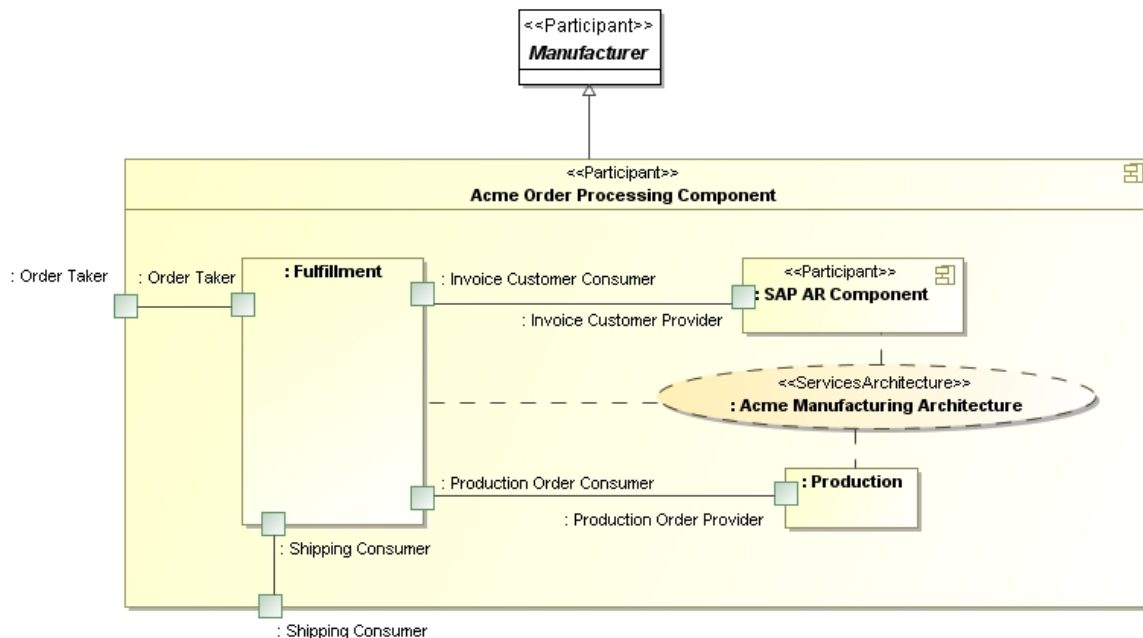 <<Participant>>
Manufacturer
<<Participant>>
Acme Order Processing Component
: Order Taker
: Order Taker
: Fulfillment
: Invoice Customer Consumer
: Invoice Customer Provider
<<Participant>>
: SAP AR Component
<<ServicesArchitecture>>
: Acme Manufacturing Architecture
: Production Order Consumer
: Production Order Provider
: Production
: Shipping Consumer
: Shipping Consumer